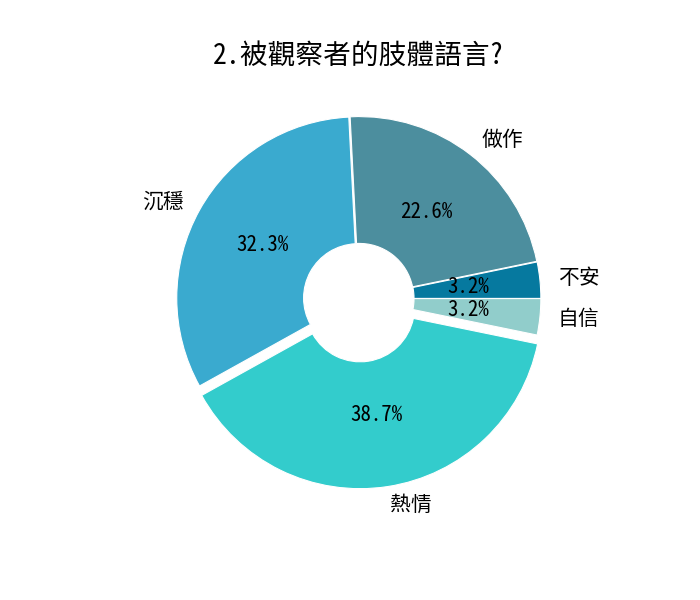 2.被觀察者的肢體語言?
做作
沉穩
22.6%
32.3%
不安
3.2%
3.2%
自信
38.7%
熱情